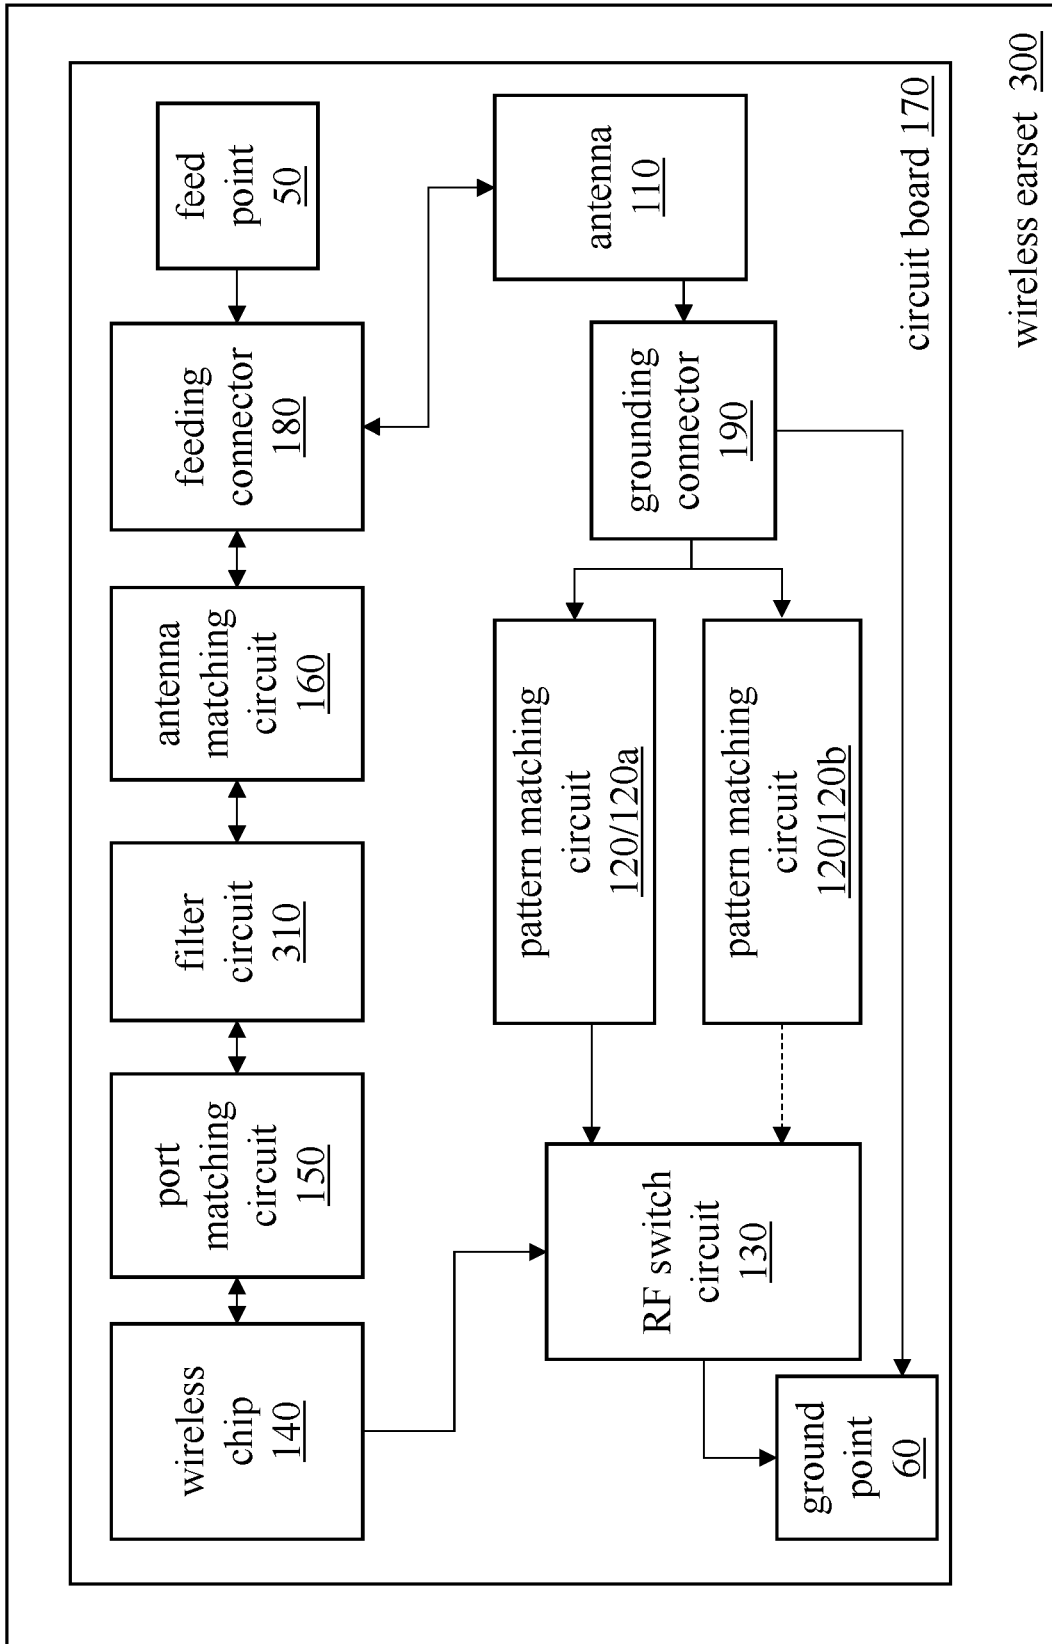 wireless
chip
140
port
matching
circuit
150
filter
circuit
310
antenna
matching
circuit
160
feeding
connector
180
feed
point
50
RF switch
circuit
130
pattern matching
circuit
120/120a
pattern matching
circuit
120/120b
grounding
connector
190
antenna
110
ground
point
60
circuit board 170
wireless earset 300